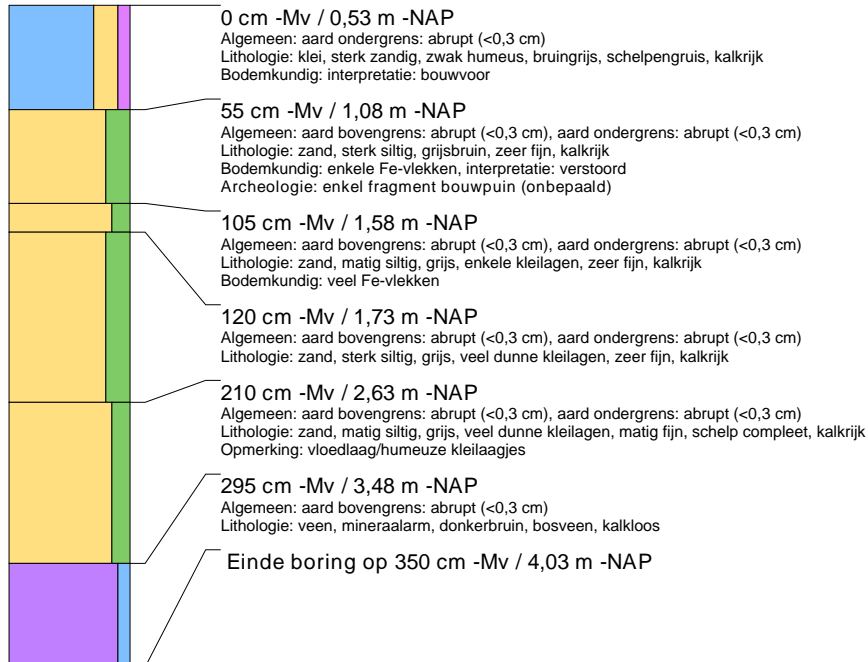 0 cm -Mv / 0,53 m -NAP
Algemeen: aard ondergrens: abrupt (<0,3 cm)
Lithologie: klei, sterk zandig, zwak humeus, bruingrijs, schelpengruis, kalkrijk
Bodemkundig: interpretatie: bouwvoor
55 cm -Mv / 1,08 m -NAP
Algemeen: aard bovengrens: abrupt (<0,3 cm), aard ondergrens: abrupt (<0,3 cm)
Lithologie: zand, sterk siltig, grijsbruin, zeer fijn, kalkrijk
Bodemkundig: enkele Fe-vlekken, interpretatie: verstoord
Archeologie: enkel fragment bouwpuin (onbepaald)
105 cm -Mv / 1,58 m -NAP
Algemeen: aard bovengrens: abrupt (<0,3 cm), aard ondergrens: abrupt (<0,3 cm)
Lithologie: zand, matig siltig, grijs, enkele kleilagen, zeer fijn, kalkrijk
Bodemkundig: veel Fe-vlekken
120 cm -Mv / 1,73 m -NAP
Algemeen: aard bovengrens: abrupt (<0,3 cm), aard ondergrens: abrupt (<0,3 cm)
Lithologie: zand, sterk siltig, grijs, veel dunne kleilagen, zeer fijn, kalkrijk
210 cm -Mv / 2,63 m -NAP
Algemeen: aard bovengrens: abrupt (<0,3 cm), aard ondergrens: abrupt (<0,3 cm)
Lithologie: zand, matig siltig, grijs, veel dunne kleilagen, matig fijn, schelp compleet, kalkrijk
Opmerking: vloedlaag/humeuze kleilaagjes
295 cm -Mv / 3,48 m -NAP
Algemeen: aard bovengrens: abrupt (<0,3 cm)
Lithologie: veen, mineraalarm, donkerbruin, bosveen, kalkloos
Einde boring op 350 cm -Mv / 4,03 m -NAP